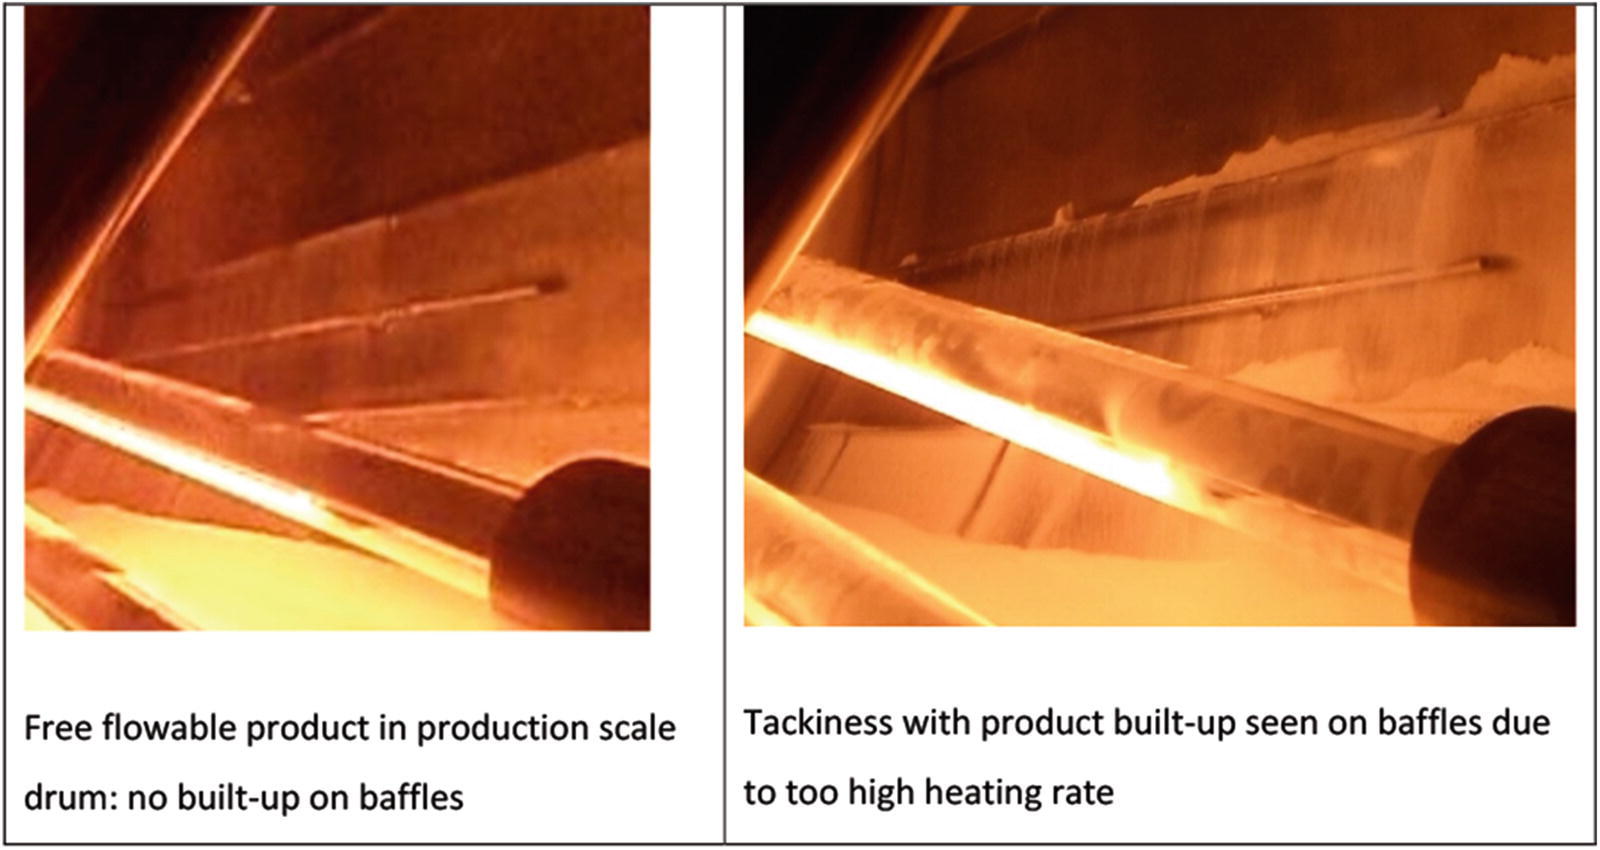 Free flowable product in production scale
drum: no built-up on baffles
Tackiness with product built-up seen on baffles due
to too high heating rate